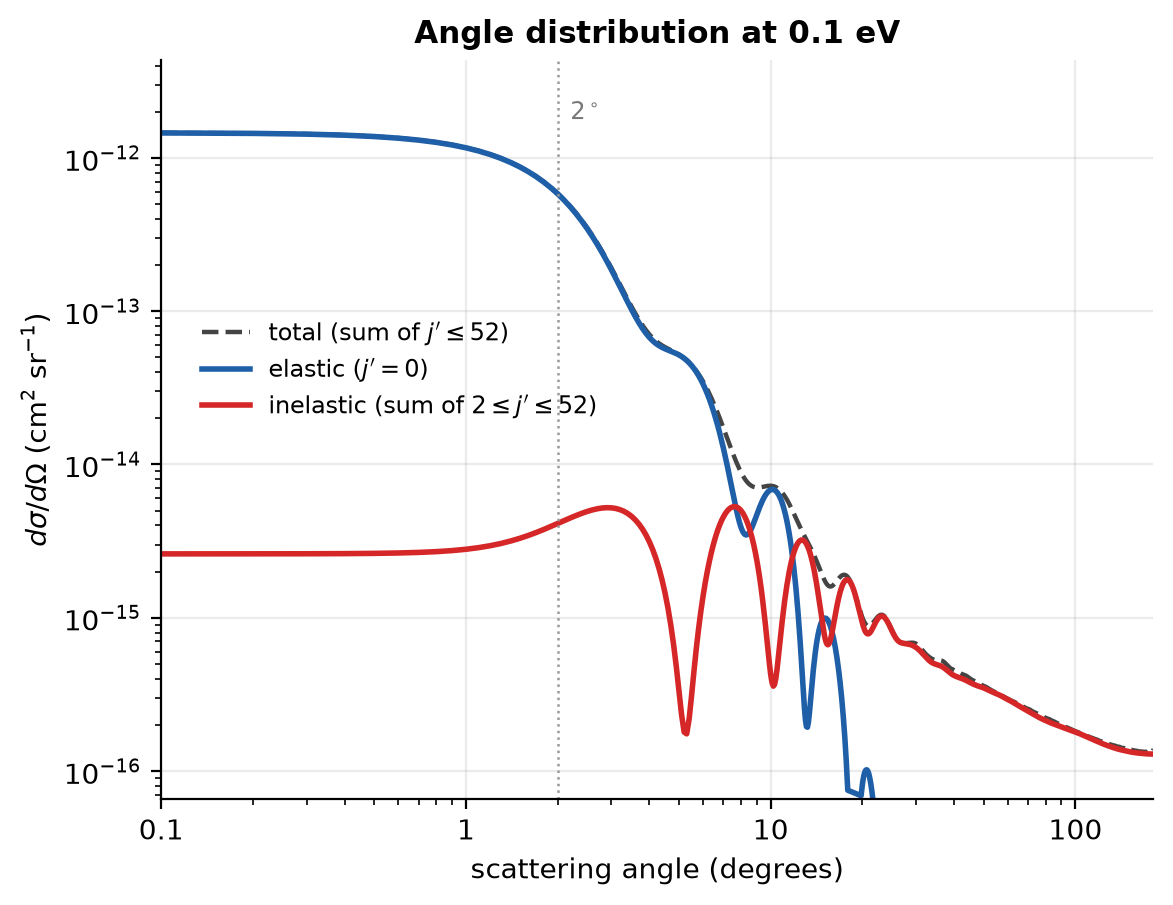 Angle distribution at 0.1 eV
2°
10⁻¹²
10⁻¹³
10⁻¹⁴
10⁻¹⁵
10⁻¹⁶
dσ/dΩ (cm² sr⁻¹)
total (sum of j′ ≤ 52)
elastic (j′ = 0)
inelastic (sum of 2 ≤ j′ ≤ 52)
0.1 1 10 100
scattering angle (degrees)